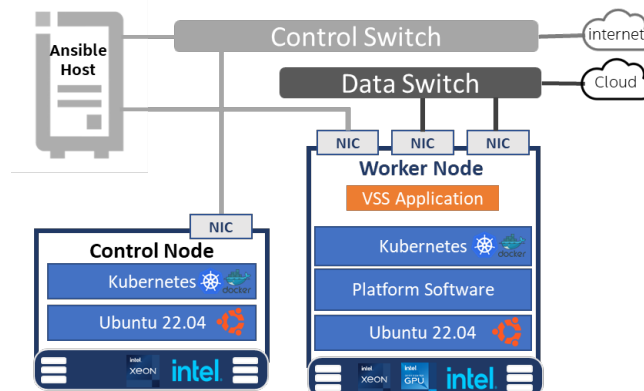 Ansible
Host
Control Switch
internet
Data Switch
Cloud
NIC
NIC
NIC
Worker Node
VSS Application
NIC
Control Node
Kubernetes
docker
Kubernetes
docker
Platform Software
Ubuntu 22.04
Ubuntu 22.04
intel
XEON
intel.
intel
XEON
intel
GPU
intel.